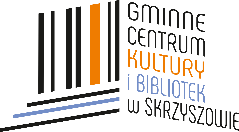 GMINNE
CENTRUM
KULTURY
i BIBLIOTEK
W SKRZYSZOWIE